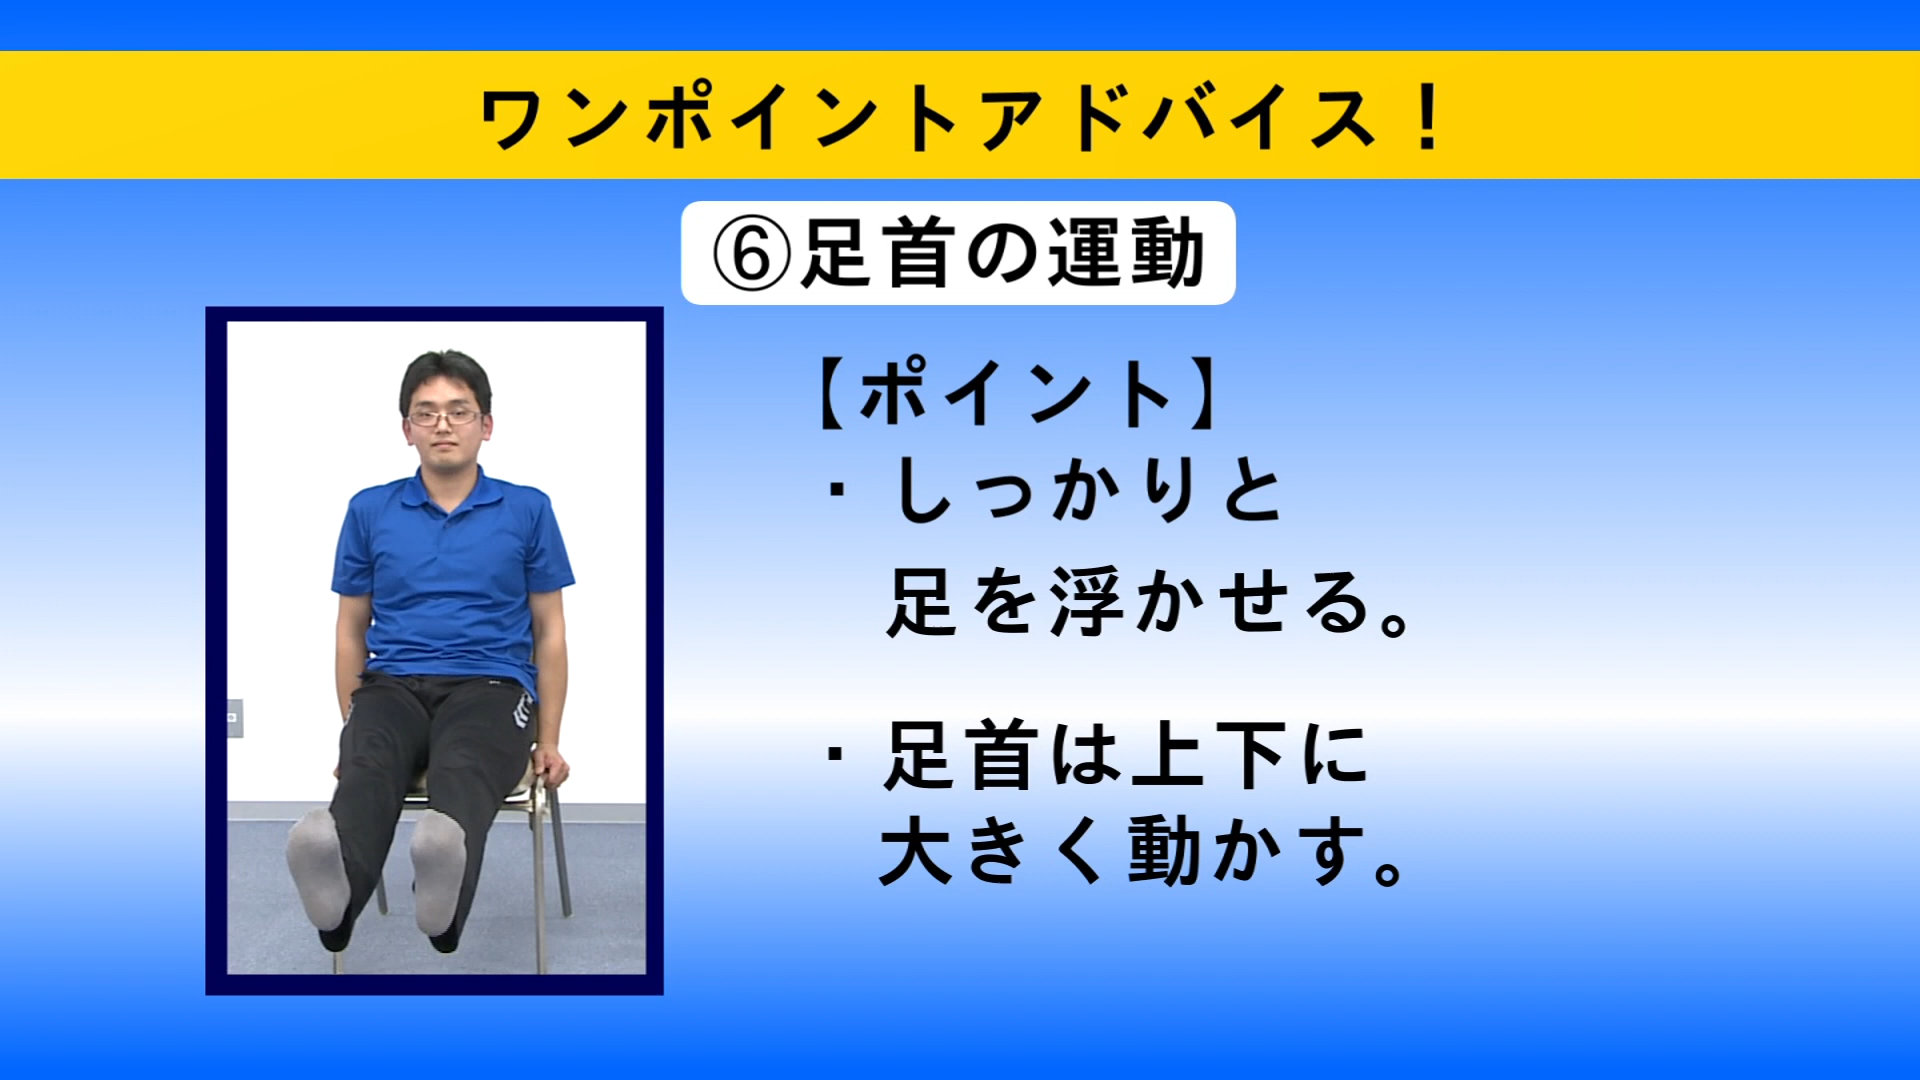 ワンポイントアドバイス！
⑥足首の運動
【ポイント】
・しっかりと
足を浮かせる。
・足首は上下に
大きく動かす。